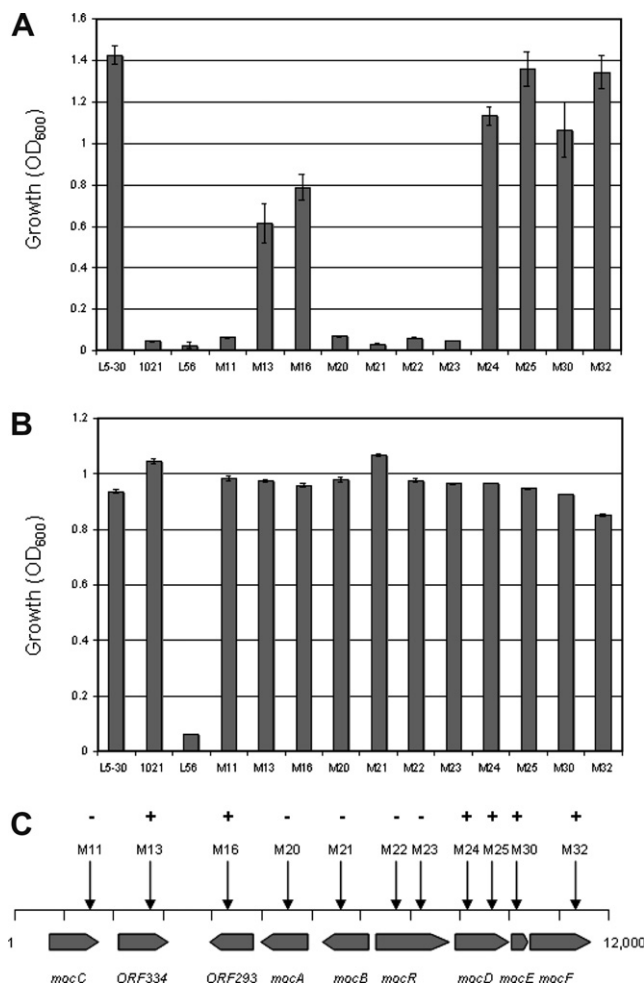 A
Growth (OD600)
1.6
1.4
1.2
1
0.8
0.6
0.4
0.2
0
L5-30 1021 L56 M11 M13 M16 M20 M21 M22 M23 M24 M25 M30 M32
B
Growth (OD600)
1.2
1
0.8
0.6
0.4
0.2
0
L5-30 1021 L56 M11 M13 M16 M20 M21 M22 M23 M24 M25 M30 M32
C
- + + - - - - + + + +
M11 M13 M16 M20 M21 M22 M23 M24 M25 M30 M32
1 12,000
mocC ORF334 ORF293 mocA mocB mocR mocD mocE mocF